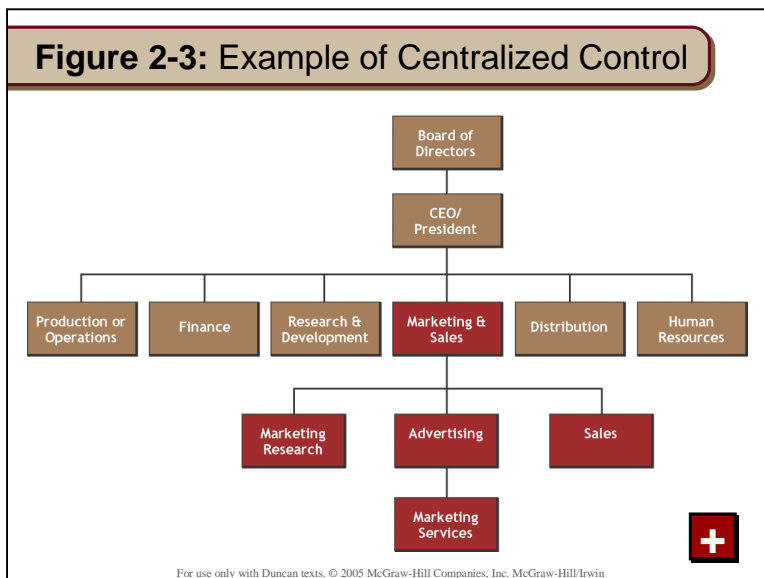 Figure 2-3: Example of Centralized Control
Board of
Directors
CEO/
President
Production or
Operations
Finance
Research &
Development
Marketing &
Sales
Distribution
Human
Resources
Marketing
Research
Advertising
Sales
Marketing
Services
+
For use only with Duncan texts. © 2005 McGraw-Hill Companies, Inc. McGraw-Hill/Irwin